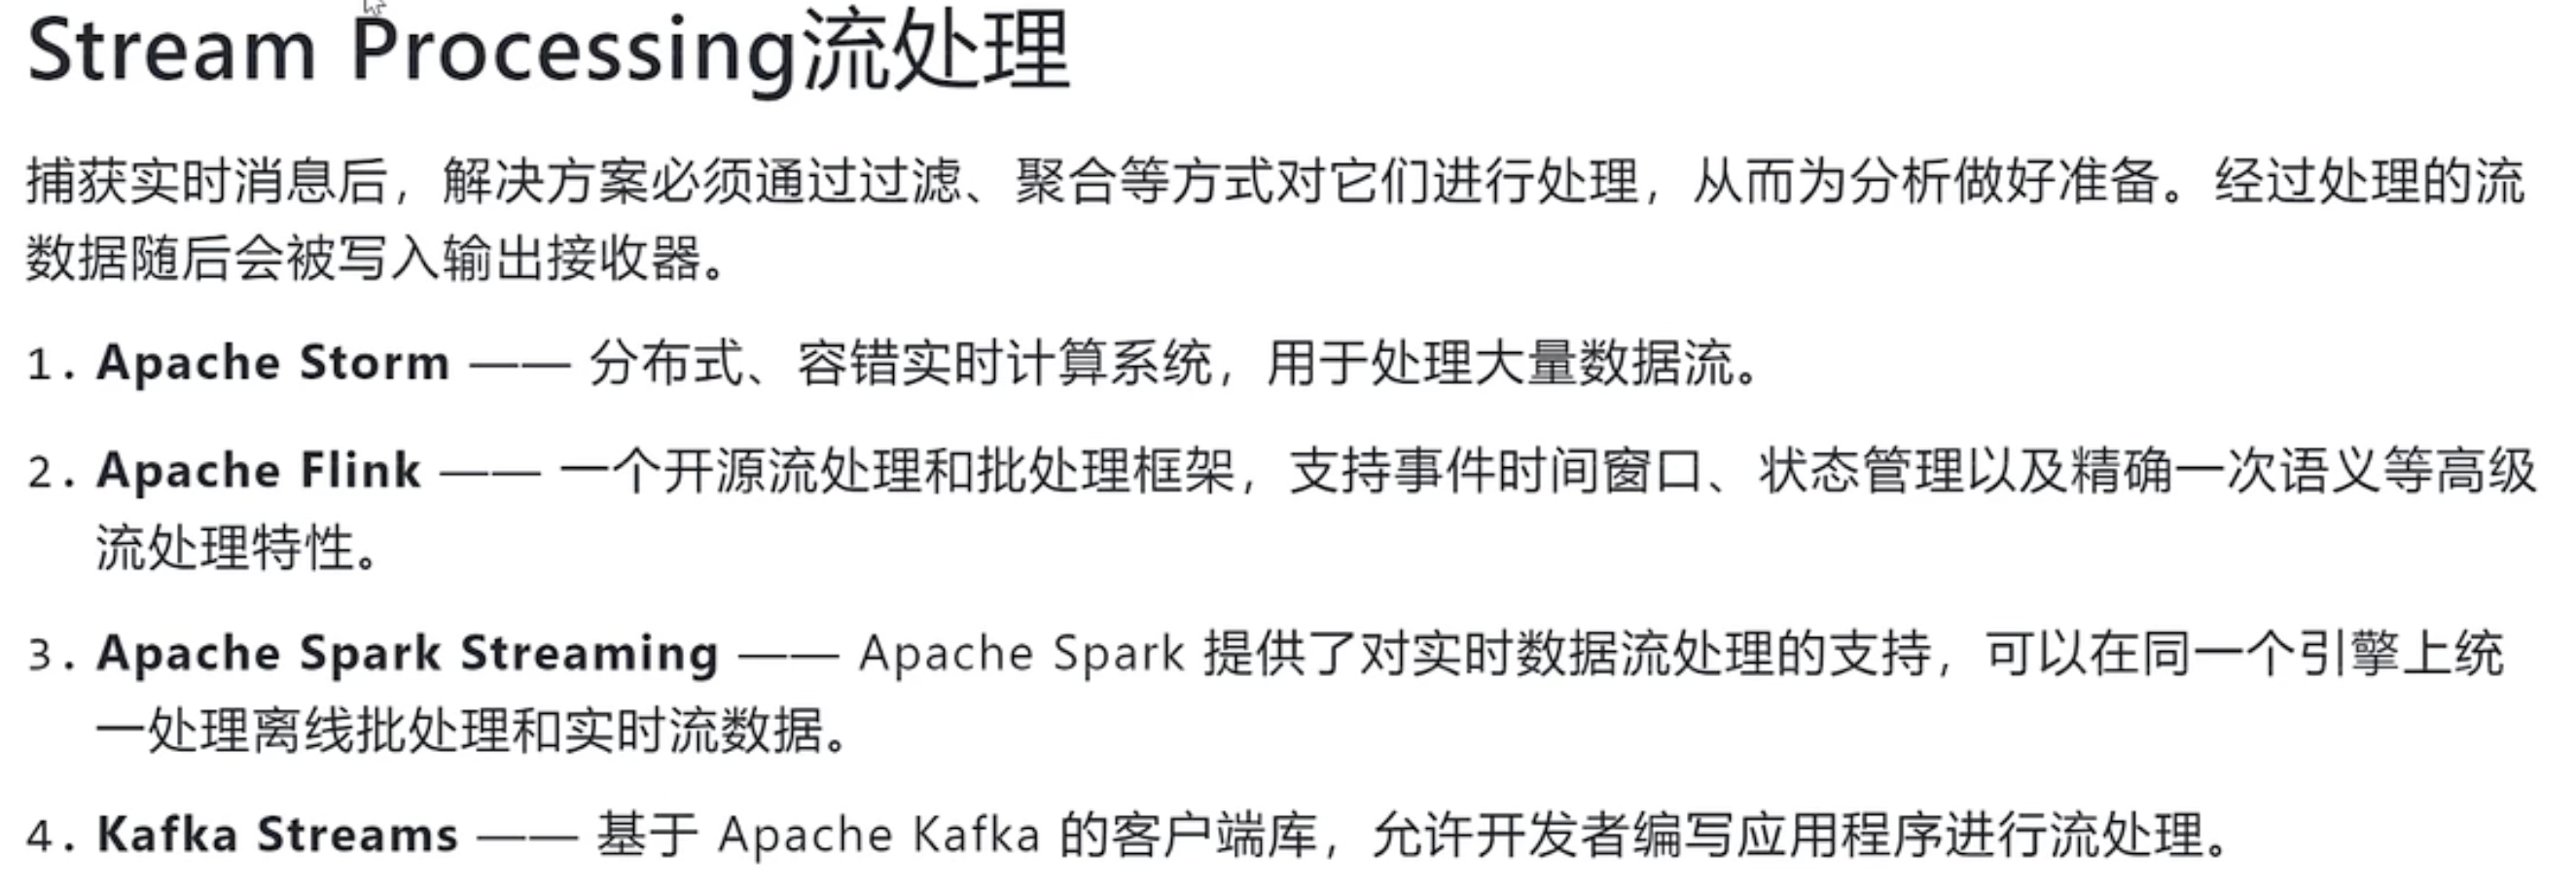 Stream Processing流处理
捕获实时消息后，解决方案必须通过过滤、聚合等方式对它们进行处理，从而为分析做好准备。经过处理的流
数据随后会被写入输出接收器。
1. Apache Storm —— 分布式、容错实时计算系统，用于处理大量数据流。
2. Apache Flink —— 一个开源流处理和批处理框架，支持事件时间窗口、状态管理以及精确一次语义等高级
流处理特性。
3. Apache Spark Streaming —— Apache Spark 提供了对实时数据流处理的支持，可以在同一个引擎上统
一处理离线批处理和实时流数据。
4. Kafka Streams —— 基于 Apache Kafka 的客户端库，允许开发者编写应用程序进行流处理。